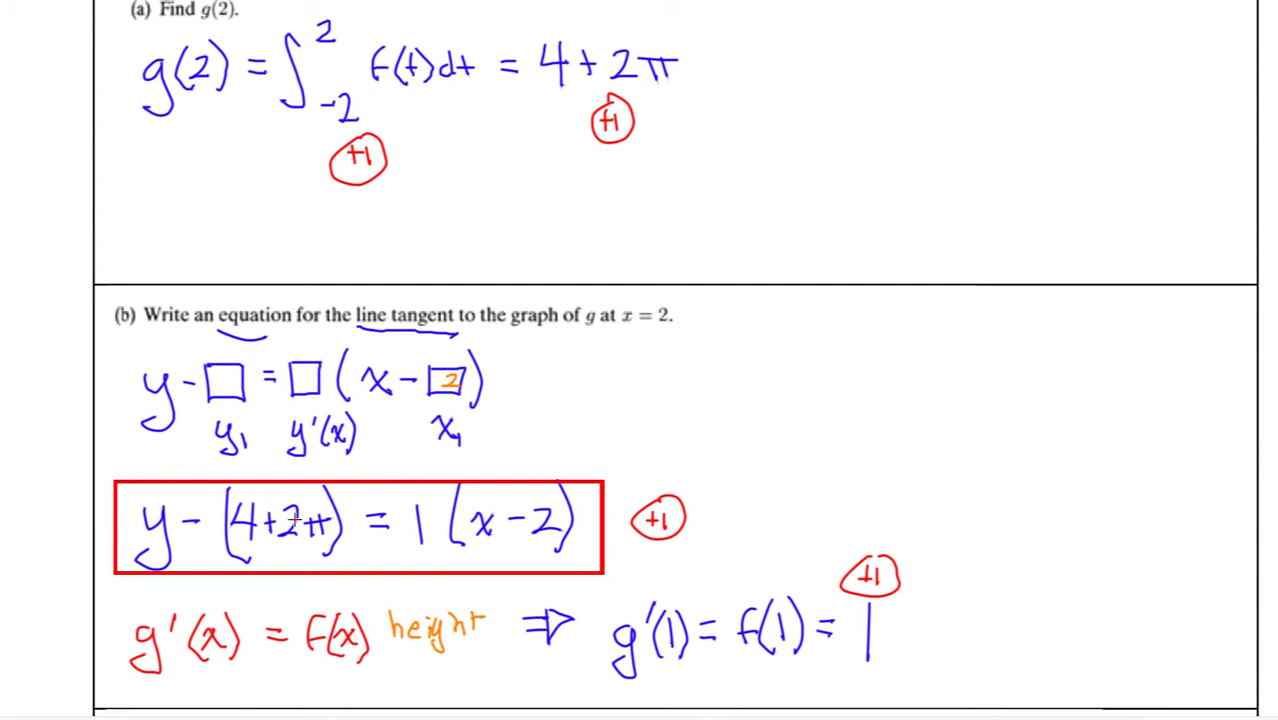 (a) Find g(2).
g(2) = ∫_{-2}^{2} f(t)dt = 4 + 2π
+1
+1
(b) Write an equation for the line tangent to the graph of g at x = 2.
y - □ = □ (x - 2)
y₁ y'(x) x₁
y - (4+2π) = 1 (x - 2) +1
+1
g'(x) = f(x) height ⇒ g'(1) = f(1) = 1